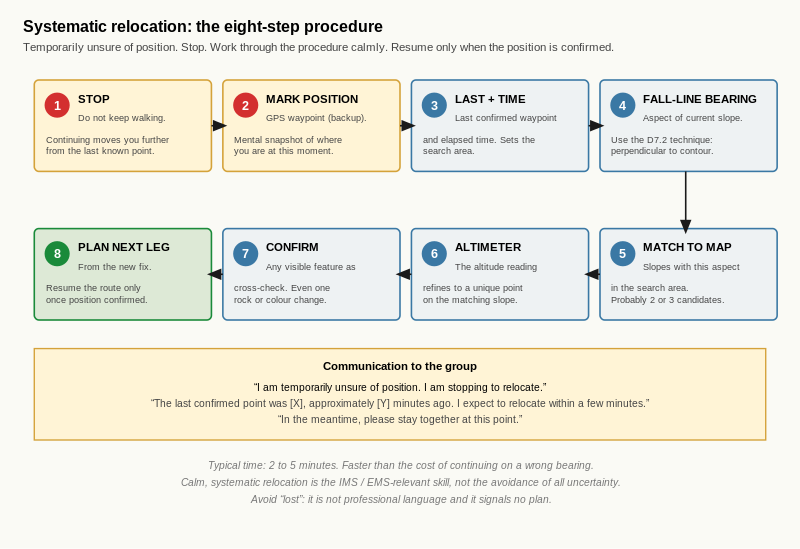 Systematic relocation: the eight-step procedure
Temporarily unsure of position. Stop. Work through the procedure calmly. Resume only when the position is confirmed.
1 STOP
Do not keep walking.
Continuing moves you further
from the last known point.
2 MARK POSITION
GPS waypoint (backup).
Mental snapshot of where
you are at this moment.
3 LAST + TIME
Last confirmed waypoint
and elapsed time. Sets the
search area.
4 FALL-LINE BEARING
Aspect of current slope.
Use the D7.2 technique:
perpendicular to contour.
5 MATCH TO MAP
Slopes with this aspect
in the search area.
Probably 2 or 3 candidates.
6 ALTIMETER
The altitude reading
refines to a unique point
on the matching slope.
7 CONFIRM
Any visible feature as
cross-check. Even one
rock or colour change.
8 PLAN NEXT LEG
From the new fix.
Resume the route only
once position confirmed.
Communication to the group
“I am temporarily unsure of position. I am stopping to relocate.”
“The last confirmed point was [X], approximately [Y] minutes ago. I expect to relocate within a few minutes.”
“In the meantime, please stay together at this point.”
Typical time: 2 to 5 minutes. Faster than the cost of continuing on a wrong bearing.
Calm, systematic relocation is the IMS / EMS-relevant skill, not the avoidance of all uncertainty.
Avoid “lost”: it is not professional language and it signals no plan.